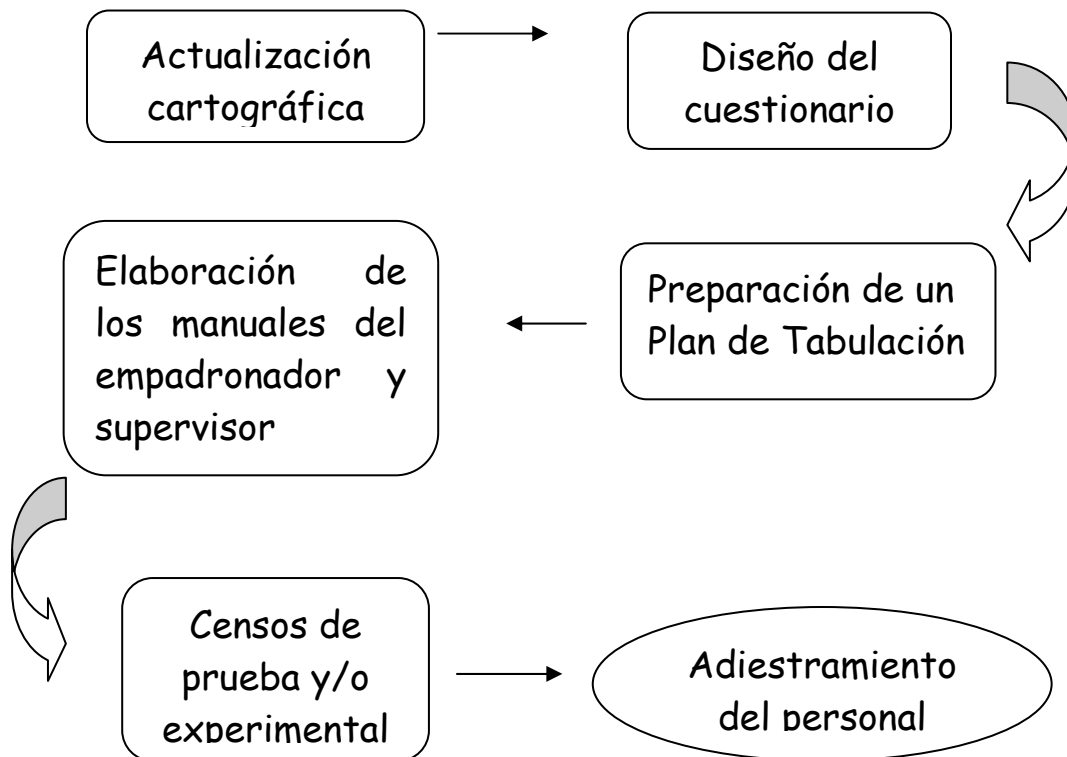 Actualización
cartográfica
Diseño del
cuestionario
Preparación de un
Plan de Tabulación
Elaboración de
los manuales del
empadronador y
supervisor
Censos de
prueba y/o
experimental
Adiestramiento
del personal